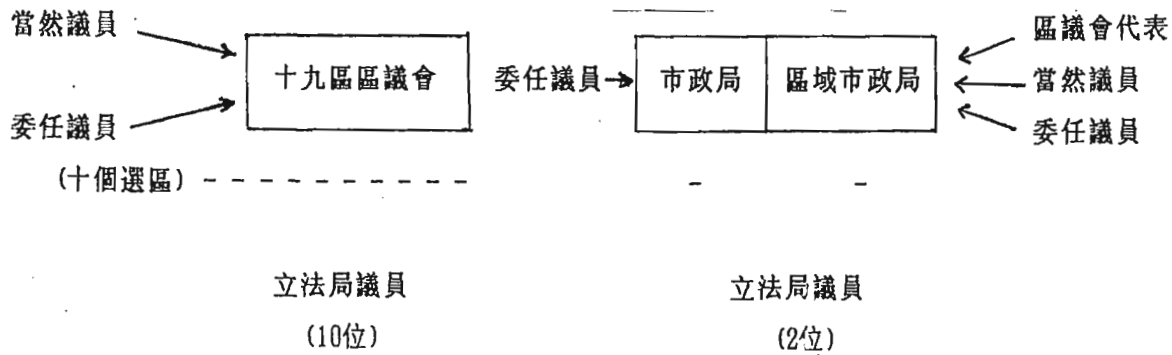 當然議員
委任議員
十九區區議會
(十個選區)
委任議員
市政局
區域市政局
區議會代表
當然議員
委任議員
立法局議員
(10位)
立法局議員
(2位)